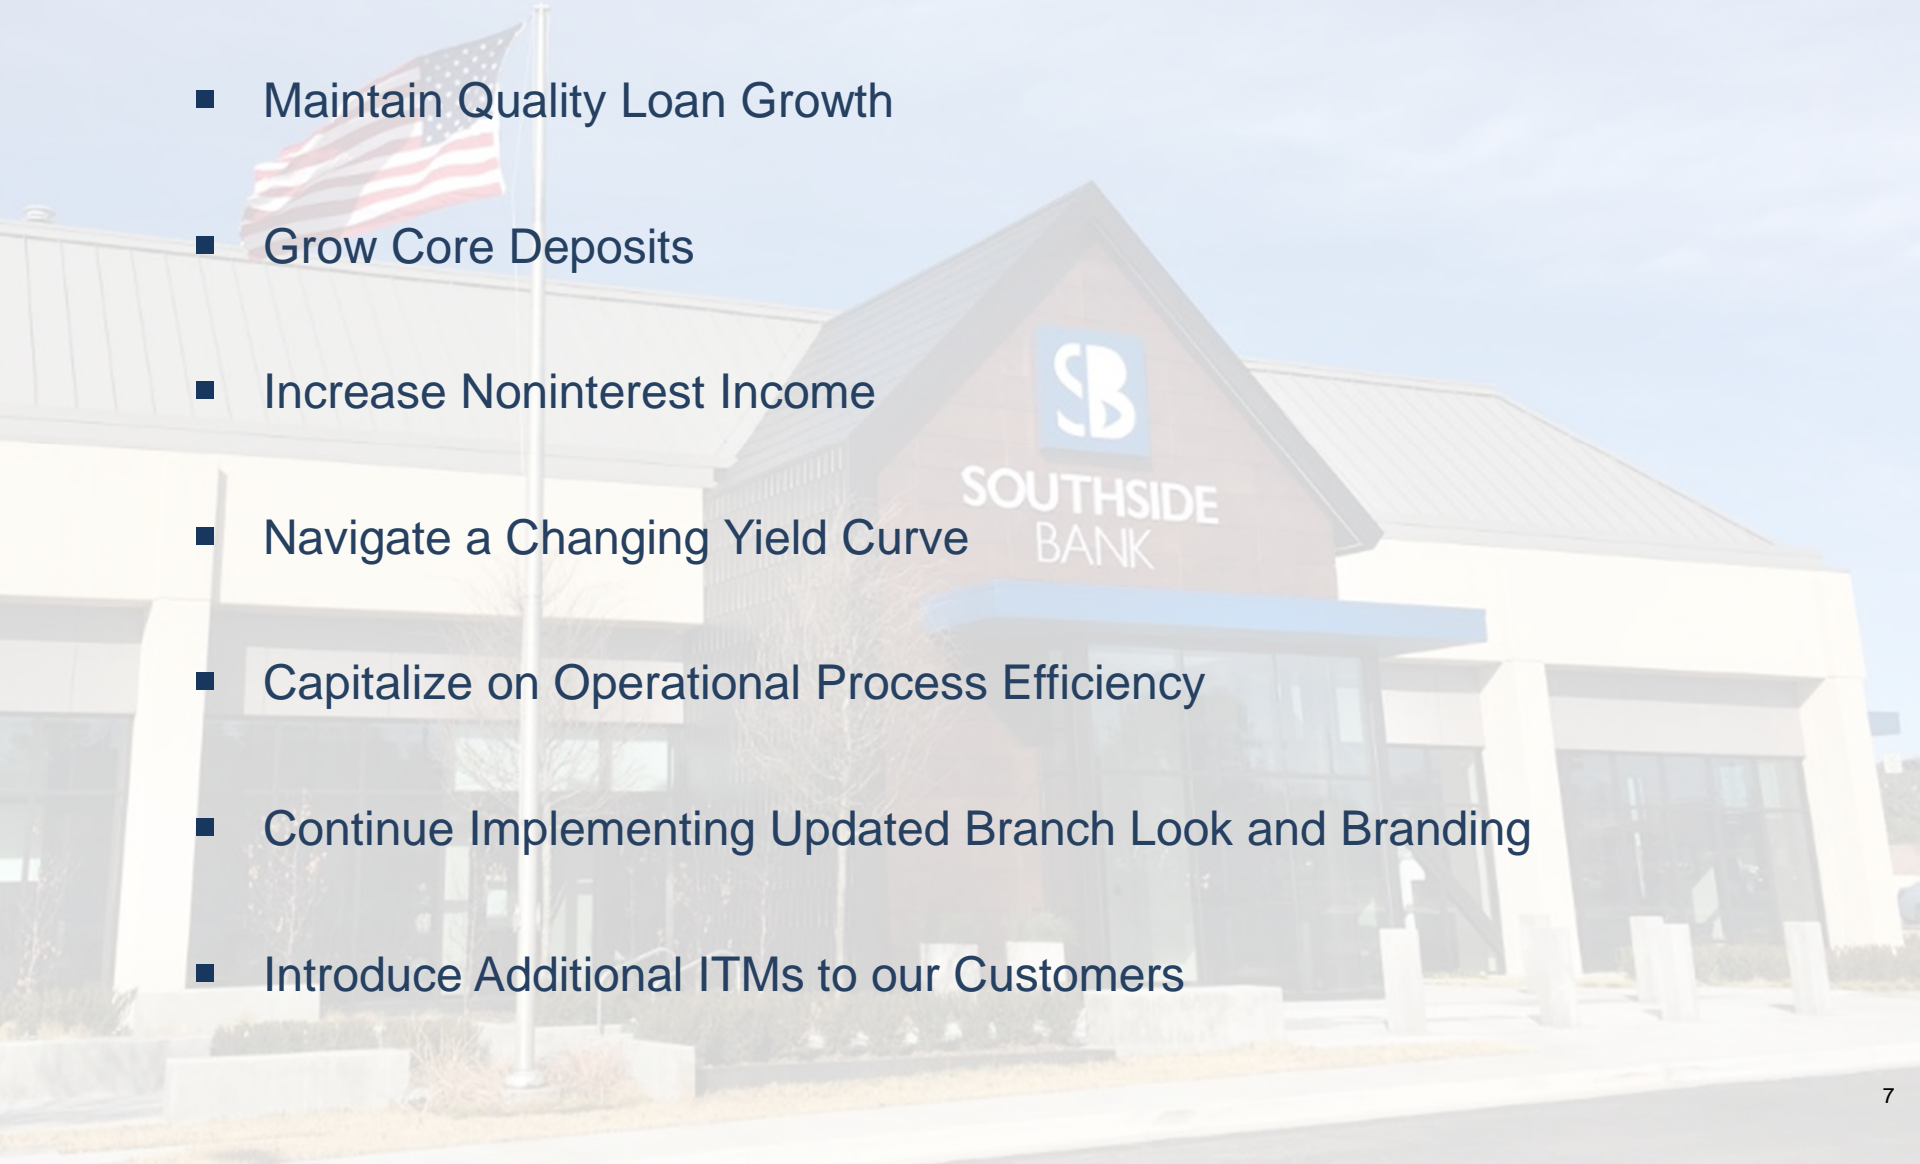 Maintain Quality Loan Growth
Grow Core Deposits
Increase Noninterest Income
SB
SOUTHSIDE
BANK
Navigate a Changing Yield Curve
Capitalize on Operational Process Efficiency
Continue Implementing Updated Branch Look and Branding
Introduce Additional ITMs to our Customers
7